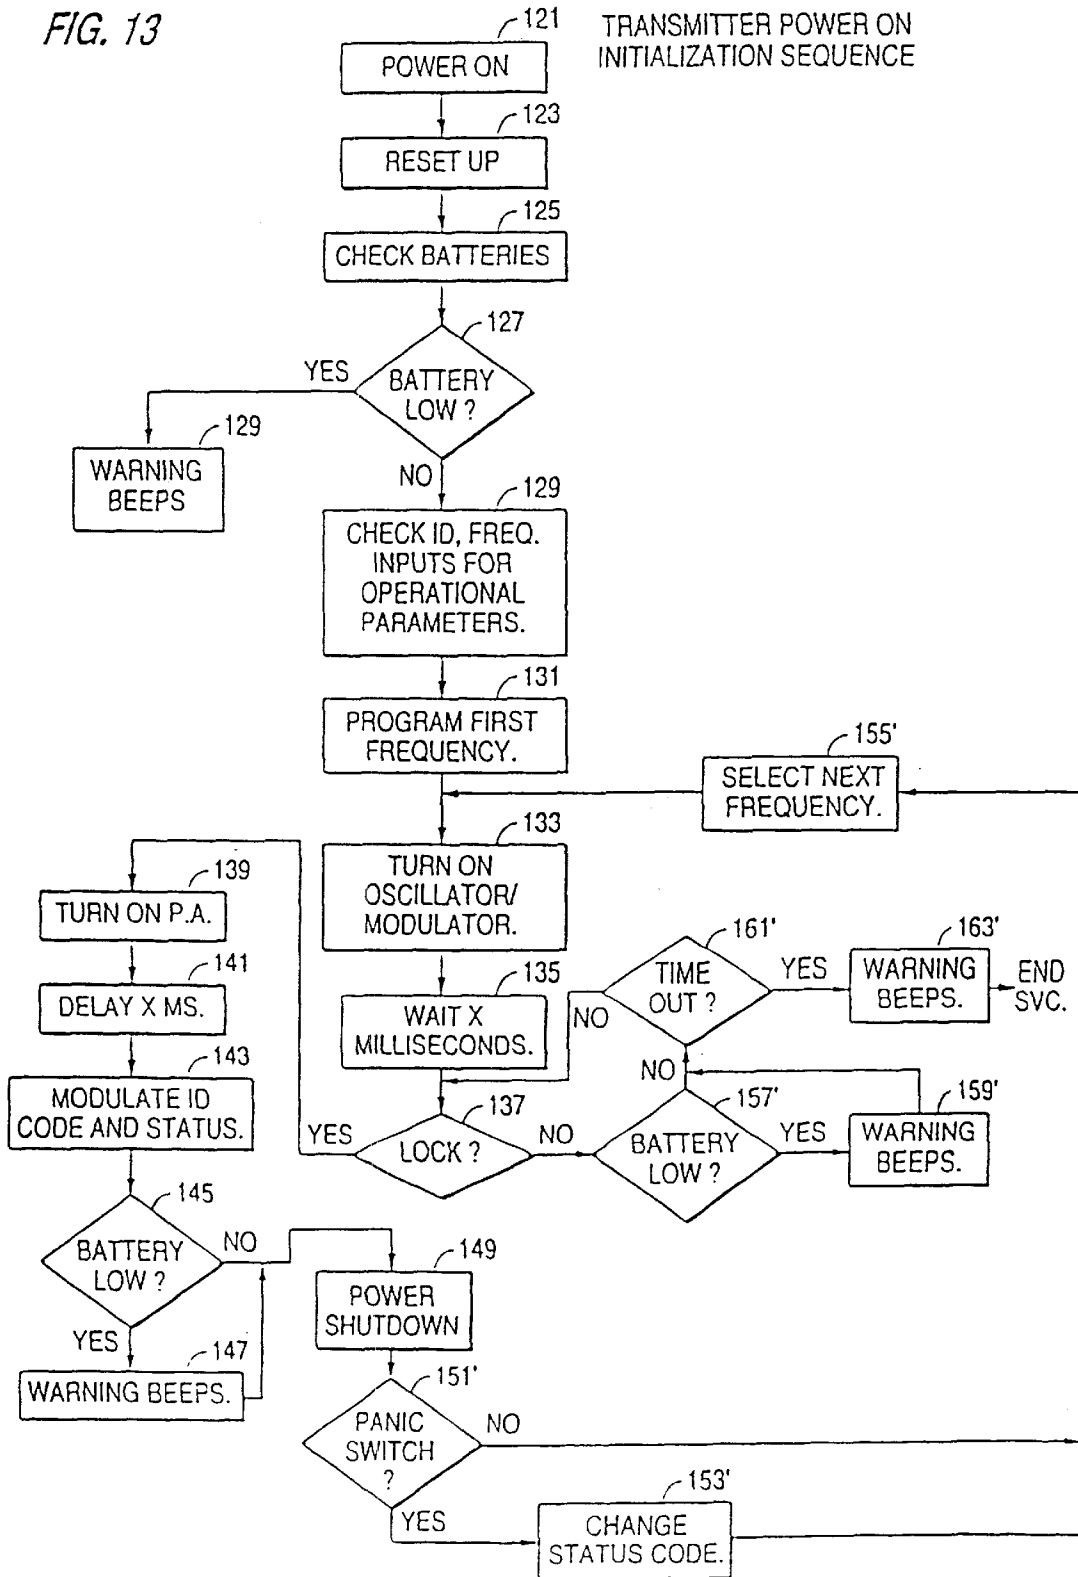 FIG. 13
TRANSMITTER POWER ON
INITIALIZATION SEQUENCE
121
POWER ON
123
RESET UP
125
CHECK BATTERIES
127
BATTERY
LOW ?
YES
NO
129
WARNING
BEEPS
129
CHECK ID, FREQ.
INPUTS FOR
OPERATIONAL
PARAMETERS.
131
PROGRAM FIRST
FREQUENCY.
155'
SELECT NEXT
FREQUENCY.
133
TURN ON
OSCILLATOR/
MODULATOR.
139
TURN ON P.A.
141
DELAY X MS.
143
MODULATE ID
CODE AND STATUS.
135
WAIT X
MILLISECONDS.
161'
TIME
OUT ?
YES
NO
163'
WARNING
BEEPS.
END
SVC.
137
LOCK ?
YES
NO
157'
BATTERY
LOW ?
NO
YES
159'
WARNING
BEEPS.
145
BATTERY
LOW ?
NO
YES
147
WARNING BEEPS.
149
POWER
SHUTDOWN
151'
PANIC
SWITCH
?
NO
YES
153'
CHANGE
STATUS CODE.